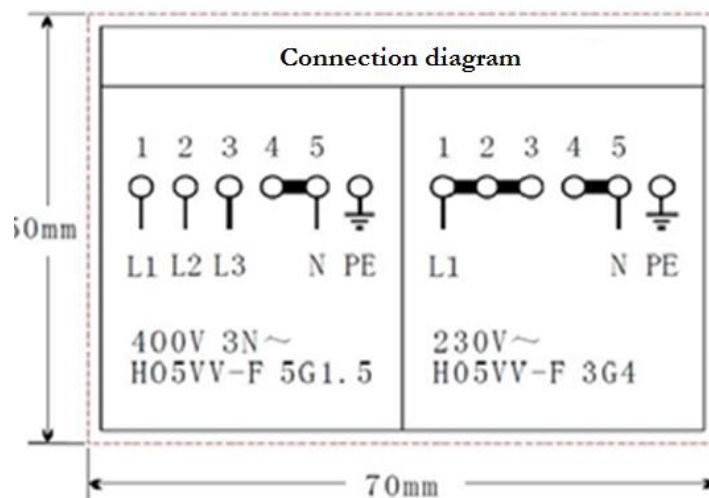 Connection diagram
1 2 3 4 5
L1 L2 L3 N PE
400V 3N~
H05VV-F 5G1.5
1 2 3 4 5
L1 N PE
230V~
H05VV-F 3G4
70mm